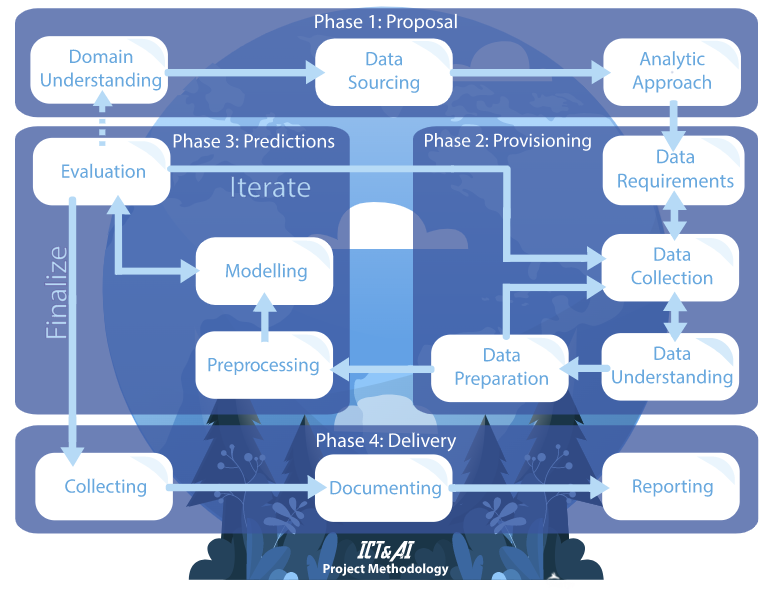 Phase 1: Proposal
Domain
Understanding
Data
Sourcing
Analytic
Approach
Phase 3: Predictions
Evaluation
Iterate
Modelling
Finalize
Preprocessing
Phase 2: Provisioning
Data
Requirements
Data
Collection
Data
Understanding
Data
Preparation
Phase 4: Delivery
Collecting
Documenting
Reporting
ICT&AI
Project Methodology